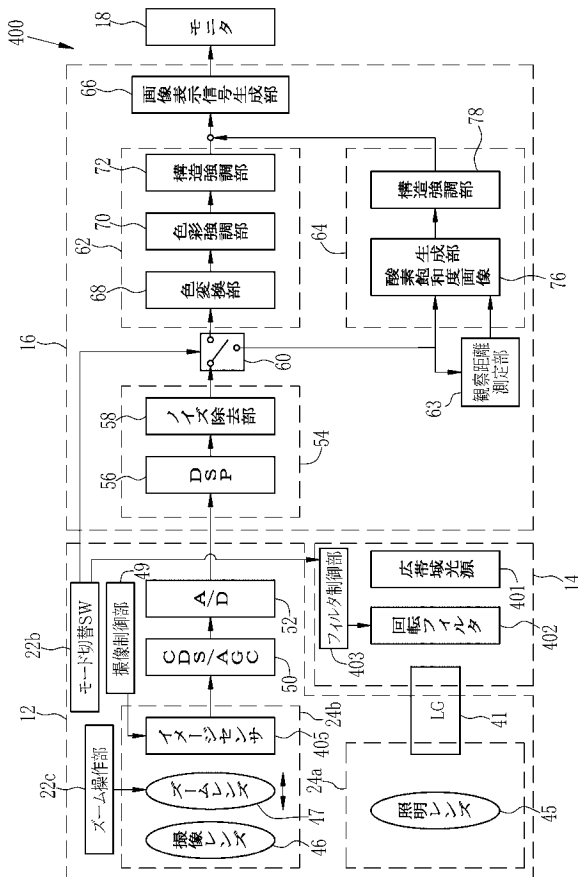 400
12
22c
ズーム操作部
22b
モード切替SW
49
撮像制御部
16
62
68
色変換部
70
色彩強調部
72
構造強調部
66
画像表示信号生成部
18
モニタ
撮像レンズ
46
ズームレンズ
47
イメージセンサ
405
24b
CDS/AGC
50
A/D
52
56
DSP
58
ノイズ除去部
54
60
63
観察距離
測定部
64
酸素飽和度画像
生成部
76
構造強調部
78
24a
照明レンズ
45
LG
41
フィルタ制御部
403
回転フィルタ
402
広帯域光源
401
14